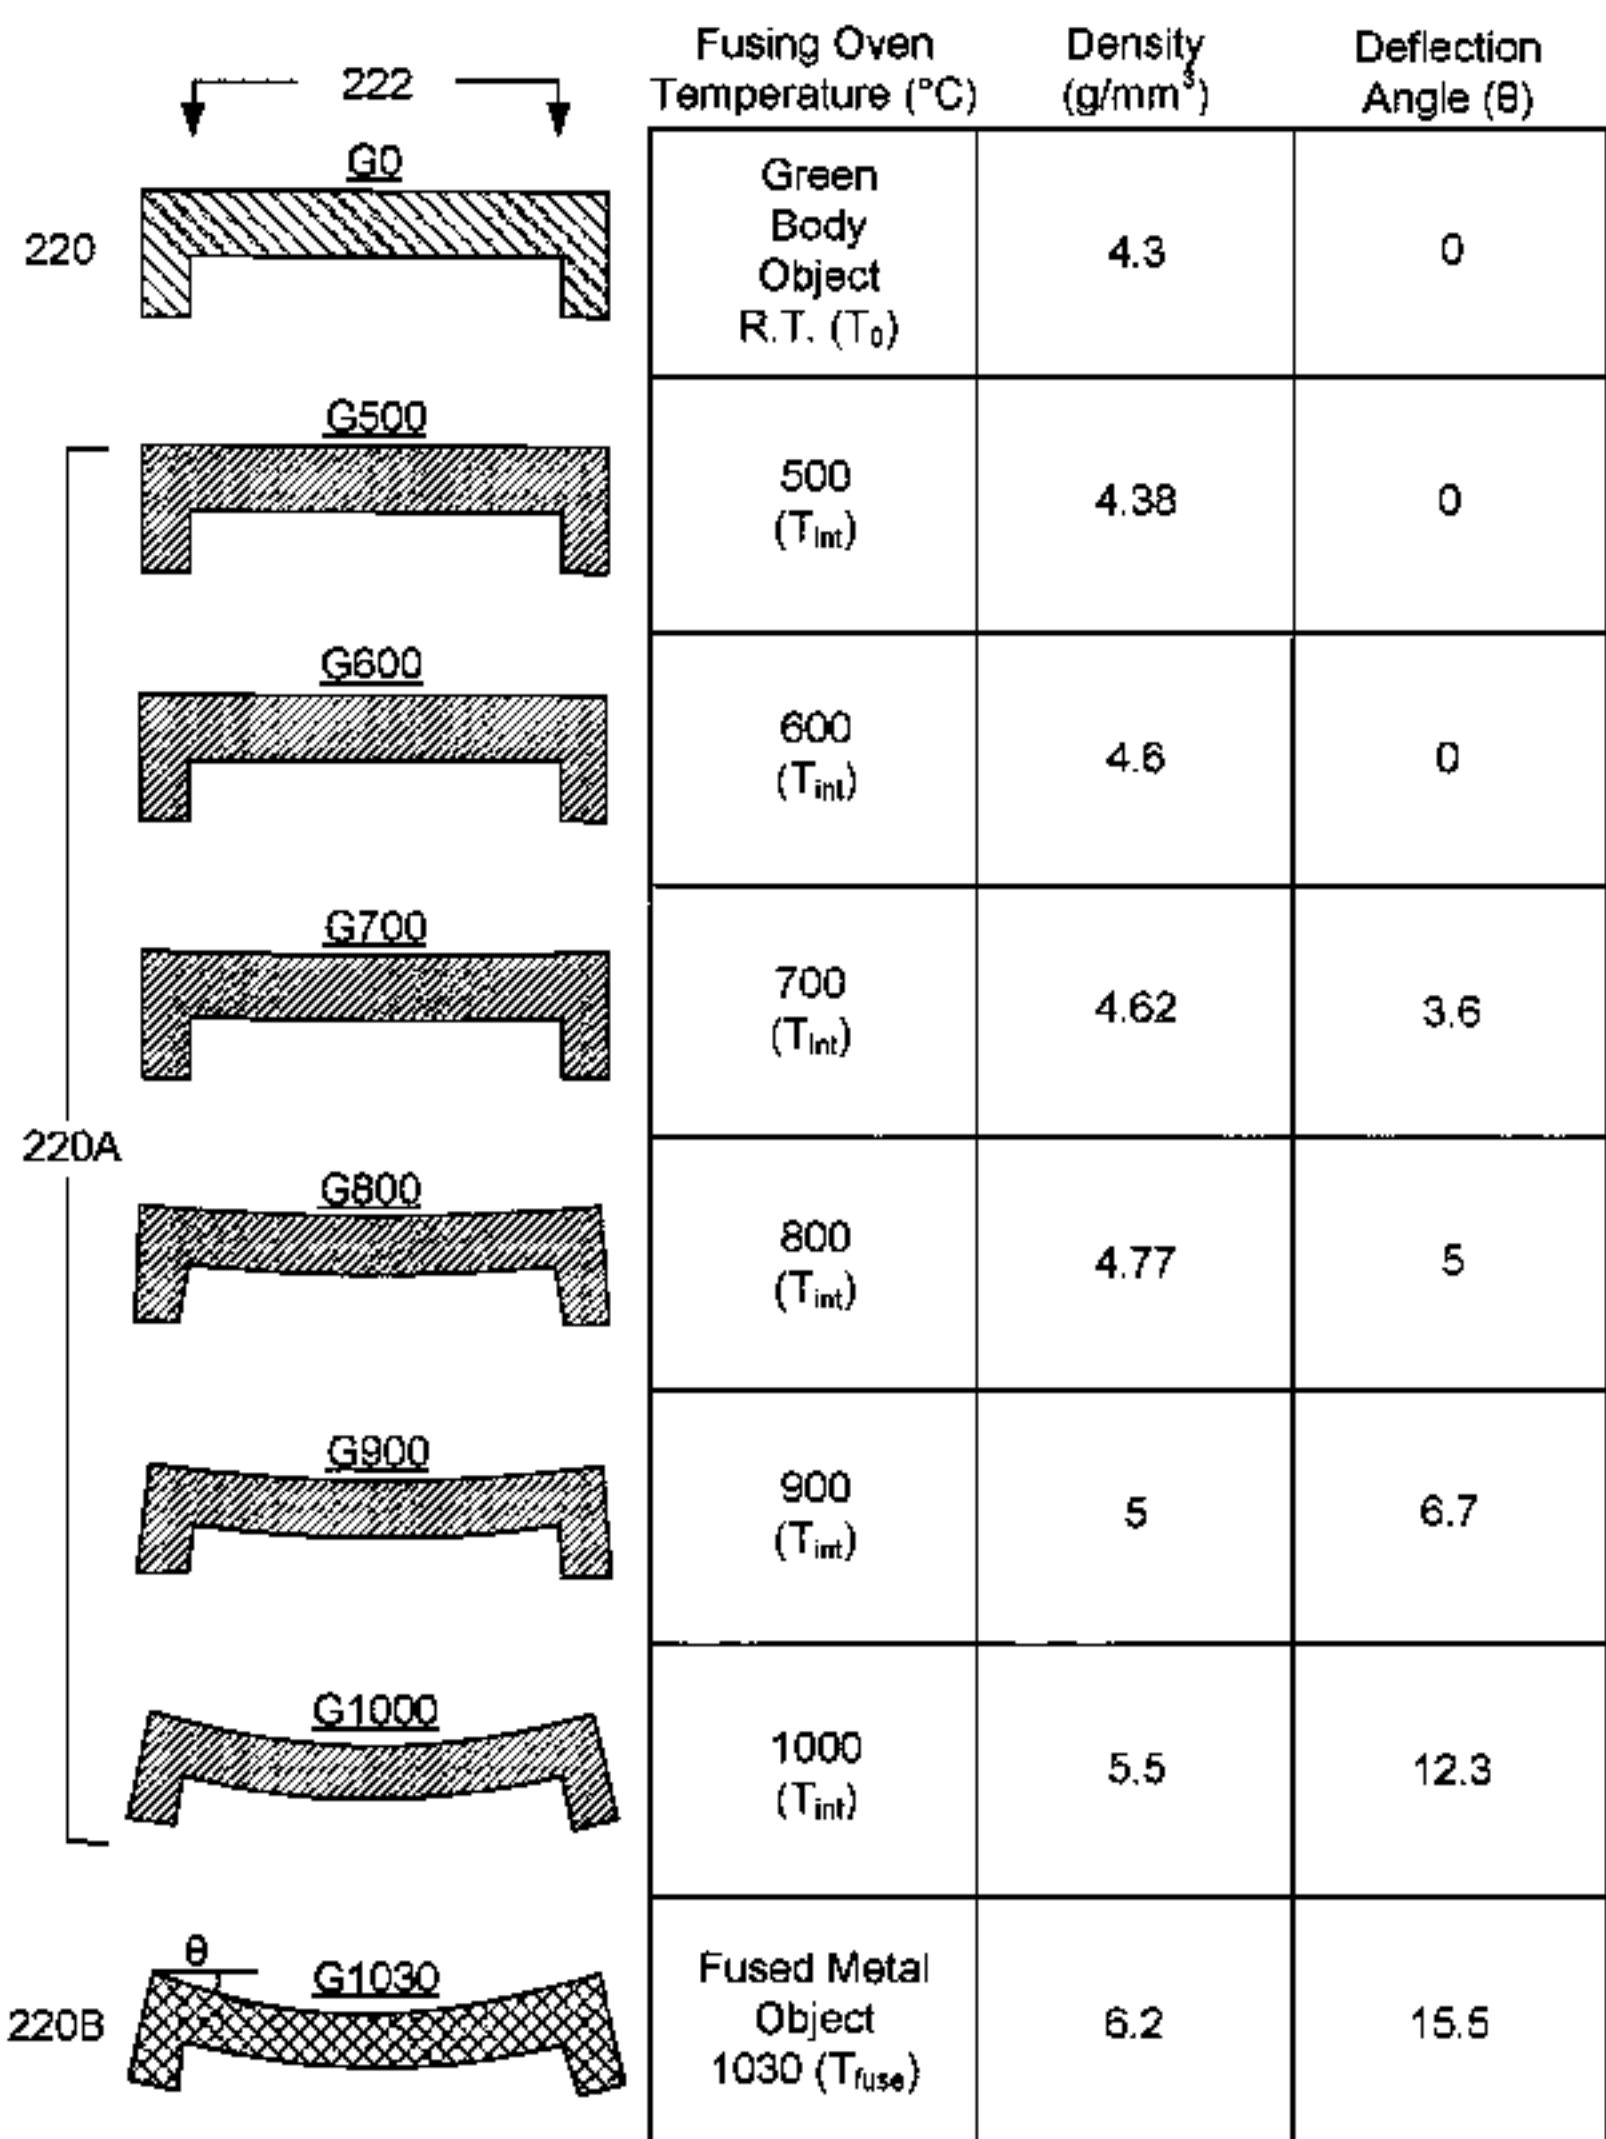 Fusing Oven
Temperature (°C)
Density
(g/mm³)
Deflection
Angle (θ)
222
G0
220
Green
Body
Object
R.T. (T₀)
4.3
0
G500
500
(Tint)
4.38
0
G600
600
(Tint)
4.6
0
G700
700
(Tint)
4.62
3.6
220A
G800
800
(Tint)
4.77
5
G900
900
(Tint)
5
6.7
G1000
1000
(Tint)
5.5
12.3
θ
G1030
220B
Fused Metal
Object
1030 (Tfuse)
6.2
15.5